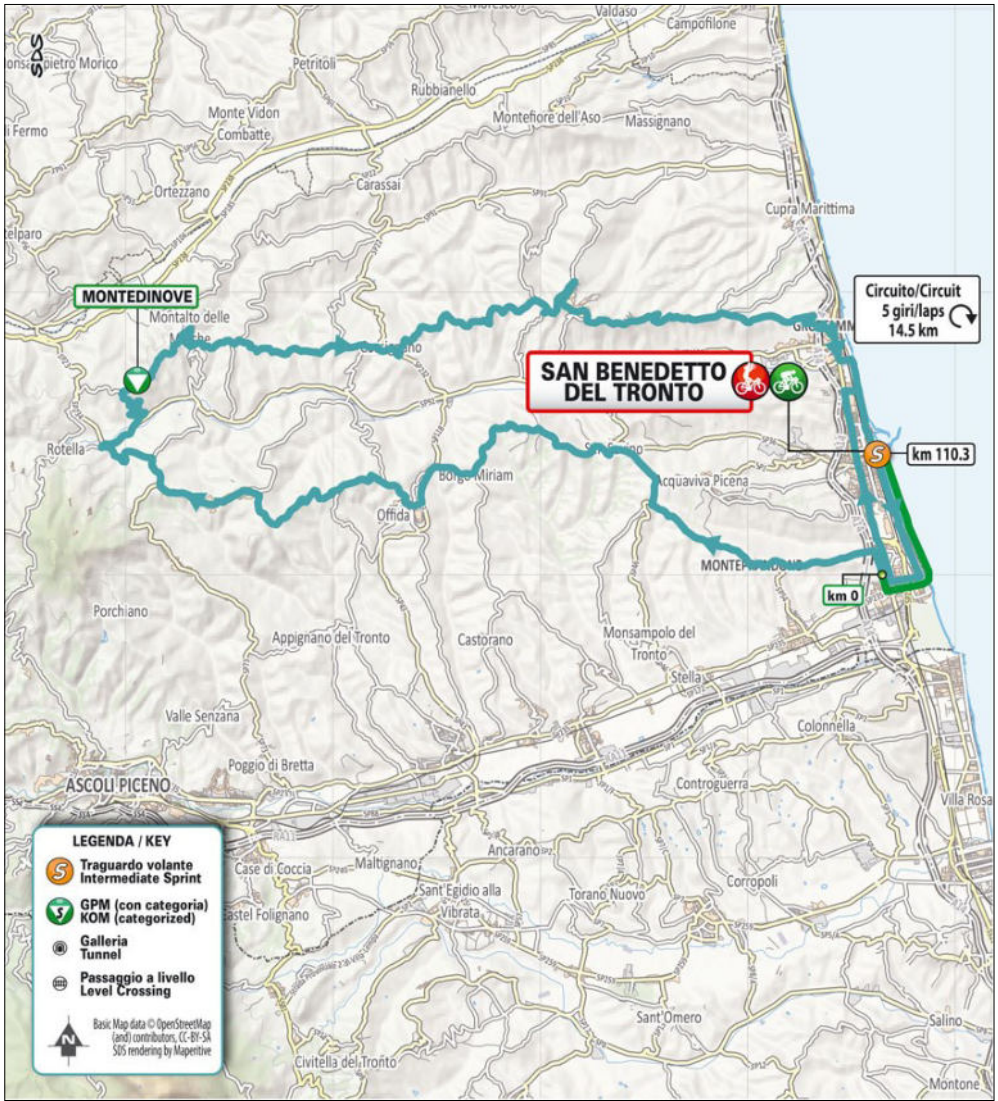 SDS
Valdaso
Campofilone
pietro Morico
Petritoli
Rubbianello
Monte Vidon
Combatte
Montefiore dell'Aso
Massignano
i Fermo
Ortezzano
Carassai
Cupra Marittima
MONTEDINOVE
Montalto delle
Circuito/Circuit
5 giri/laps
14.5 km
SAN BENEDETTO
DEL TRONTO
Rotella
km 110.3
Borgo Miriam
Acquaviva Picena
Offida
km 0
Porchiano
Appignano del Tronto
Castorano
Monsampolo del
Tronto
Stella
Valle Senzana
Colonnella
Poggio di Bretta
ASCOLI PICENO
Controguerra
Villa Rosa
LEGENDA / KEY
Traguardo volante
Intermediate Sprint
GPM (con categoria)
KOM (categorized)
Galleria
Tunnel
Passaggio a livello
Level Crossing
N
Basic Map data © OpenStreetMap
(and) contributors, CC-BY-SA
SDS rendering by Maperitive
Ancarano
Case di Coccia
Maltignano
Sant'Egidio alla
Vibrata
Torano Nuovo
Corropoli
Castel Folignano
Sant'Omero
Salino
Civitella del Tronto
Montone